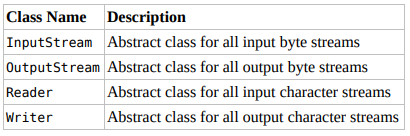 Class Name Description
InputStream Abstract class for all input byte streams
OutputStream Abstract class for all output byte streams
Reader Abstract class for all input character streams
Writer Abstract class for all output character streams